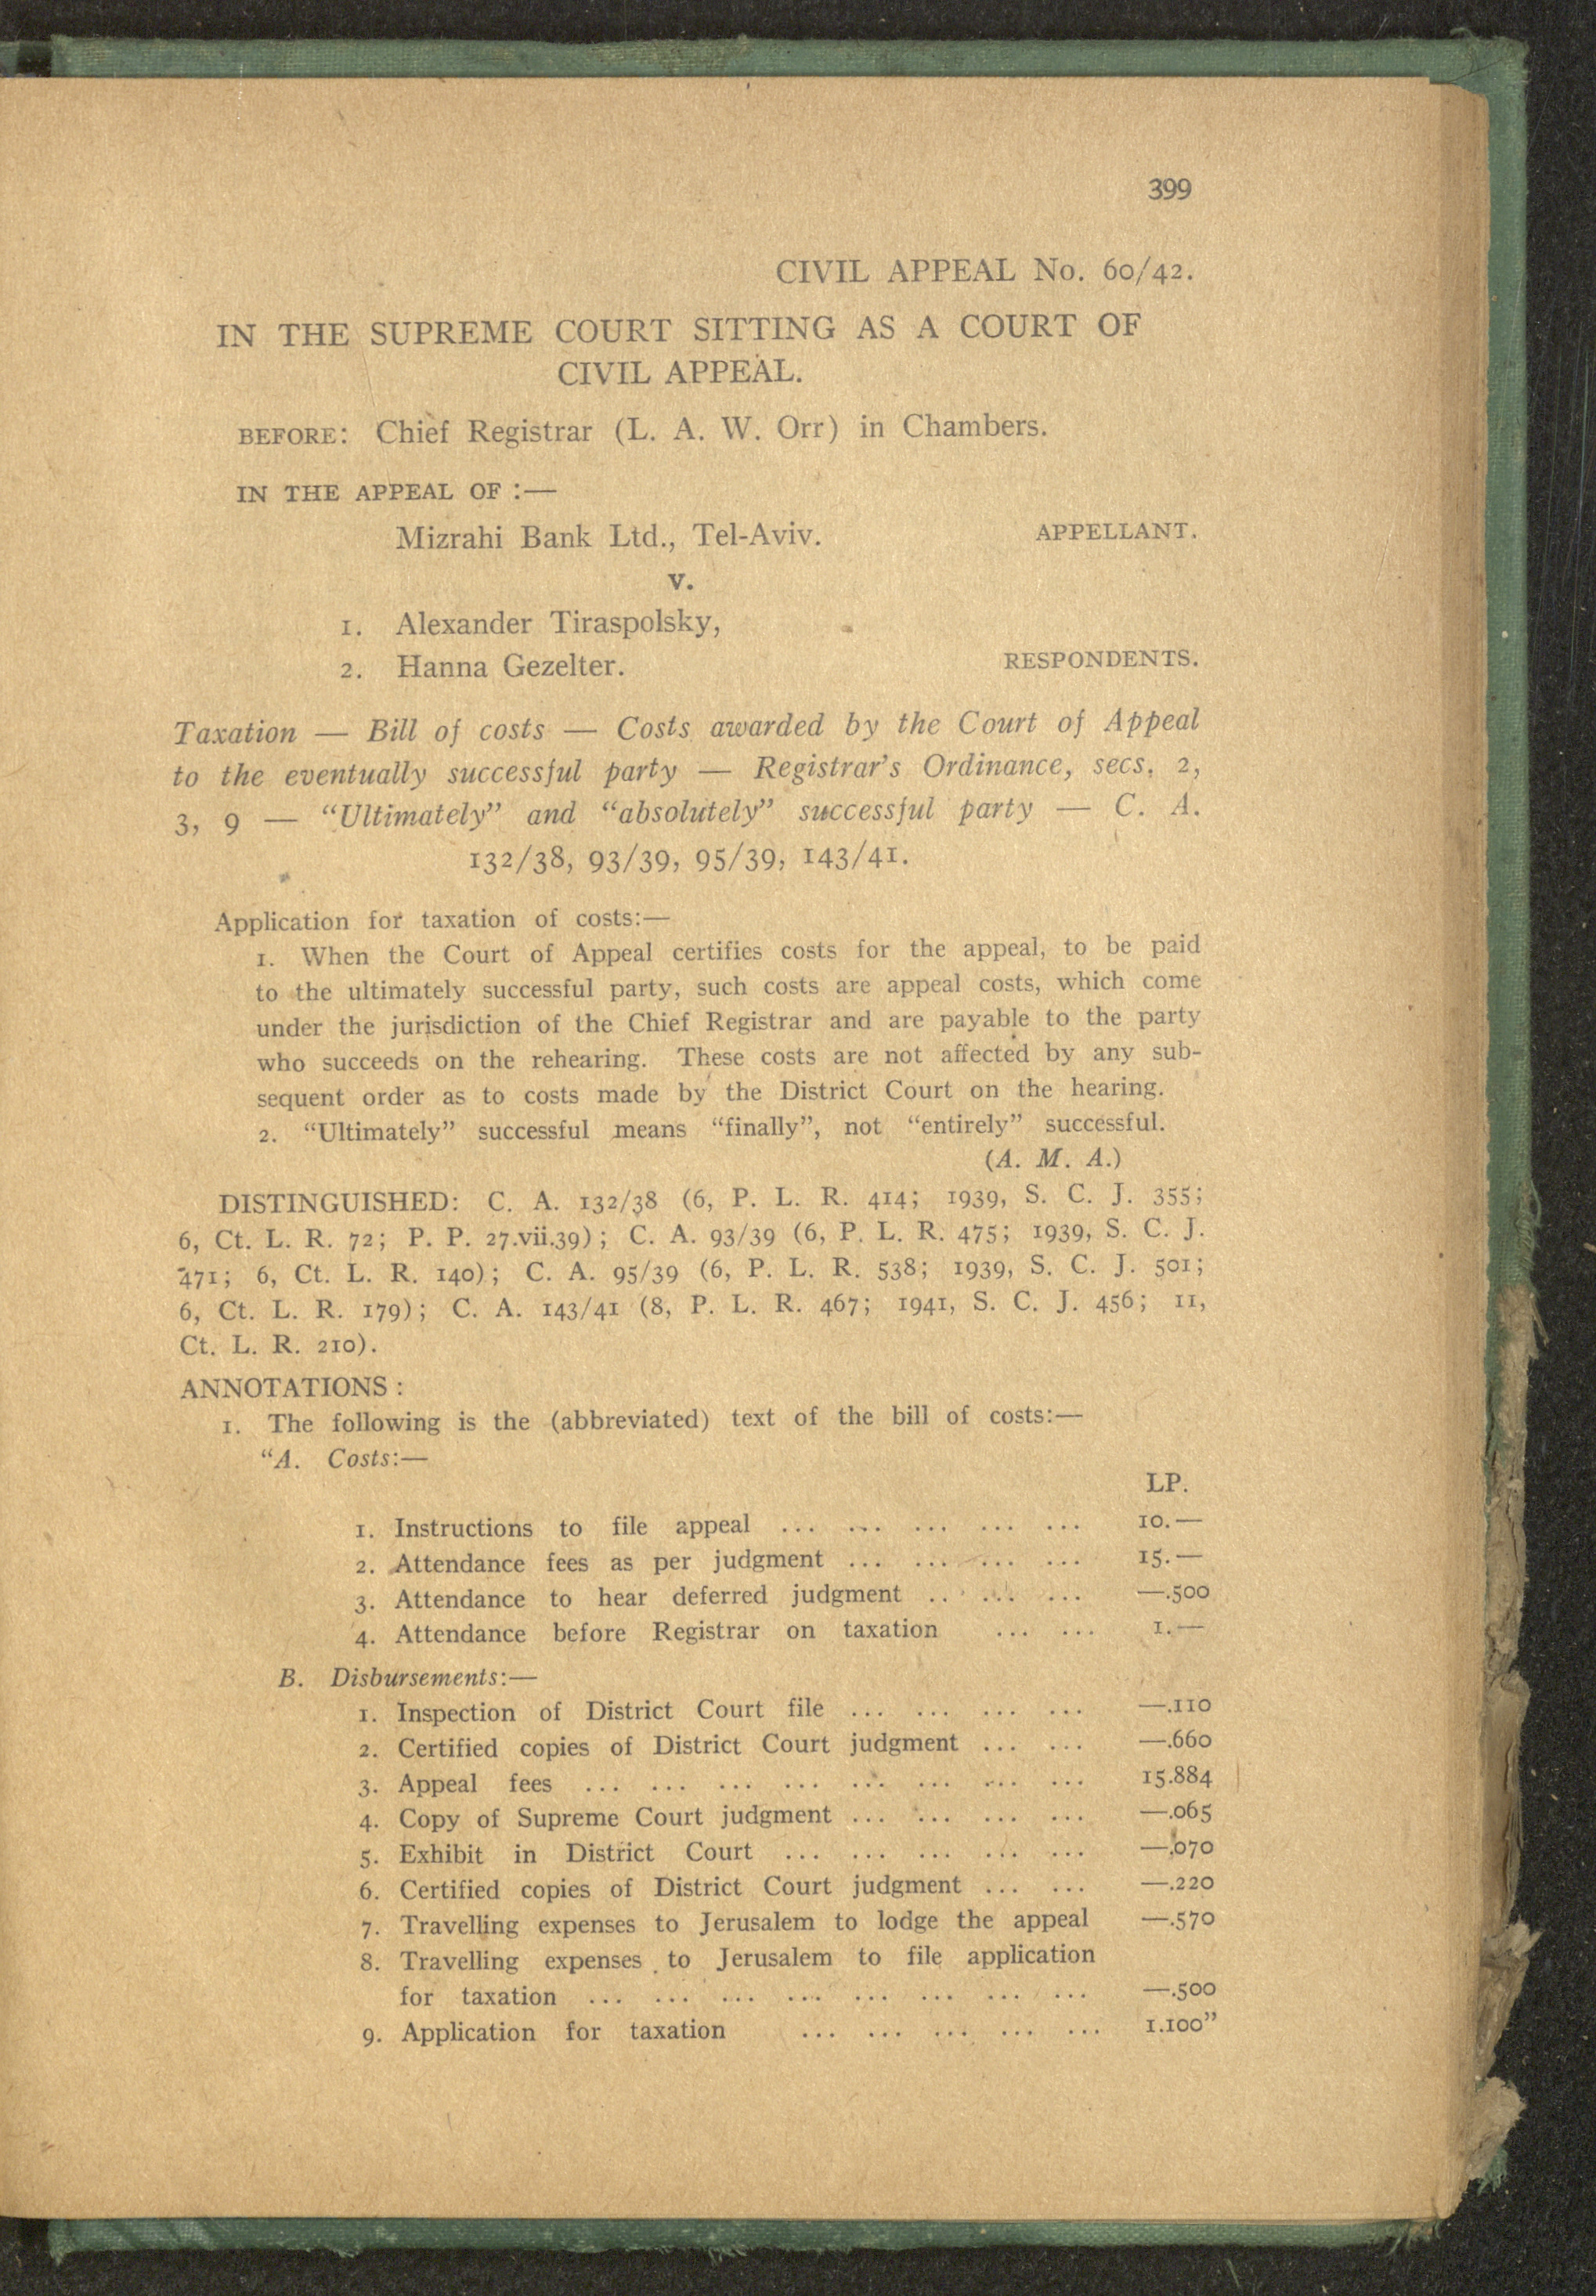 399
CIVIL APPEAL No. 60/42.
IN THE SUPREME COURT SITTING AS A COURT OF
CIVIL APPEAL.
BEFORE: Chief Registrar (L. A. W. Orr) in Chambers.
IN THE APPEAL OF :—
Mizrahi Bank Ltd., Tel-Aviv. APPELLANT.
v.
1. Alexander Tiraspolsky,
2. Hanna Gezelter. RESPONDENTS.
Taxation — Bill of costs — Costs awarded by the Court of Appeal
to the eventually successful party — Registrar's Ordinance, secs. 2,
3, 9 — "Ultimately" and "absolutely" successful party — C. A.
132/38, 93/39, 95/39, 143/41.
Application for taxation of costs:—
1. When the Court of Appeal certifies costs for the appeal, to be paid
to the ultimately successful party, such costs are appeal costs, which come
under the jurisdiction of the Chief Registrar and are payable to the party
who succeeds on the rehearing. These costs are not affected by any sub-
sequent order as to costs made by the District Court on the hearing.
2. "Ultimately" successful means "finally", not "entirely" successful.
(A. M. A.)
DISTINGUISHED: C. A. 132/38 (6, P. L. R. 414; 1939, S. C. J. 355;
6, Ct. L. R. 72; P. P. 27.vii.39); C. A. 93/39 (6, P. L. R. 475; 1939, S. C. J.
471; 6, Ct. L. R. 140); C. A. 95/39 (6, P. L. R. 538; 1939, S. C. J. 501;
6, Ct. L. R. 179); C. A. 143/41 (8, P. L. R. 467; 1941, S. C. J. 456; 11,
Ct. L. R. 210).
ANNOTATIONS :
1. The following is the (abbreviated) text of the bill of costs:—
"A. Costs:—
LP.
1. Instructions to file appeal ... ... ... ... ... 10.—
2. Attendance fees as per judgment ... ... ... ... 15.—
3. Attendance to hear deferred judgment .. ... ... —.500
4. Attendance before Registrar on taxation ... ... 1.—
B. Disbursements:—
1. Inspection of District Court file ... ... ... ... —.110
2. Certified copies of District Court judgment ... ... —.660
3. Appeal fees ... ... ... ... ... ... ... ... 15.884
4. Copy of Supreme Court judgment ... ... ... ... —.065
5. Exhibit in District Court ... ... ... ... ... —.070
6. Certified copies of District Court judgment ... ... —.220
7. Travelling expenses to Jerusalem to lodge the appeal —.570
8. Travelling expenses to Jerusalem to file application
for taxation ... ... ... ... ... ... ... ... —.500
9. Application for taxation ... ... ... ... ... 1.100"